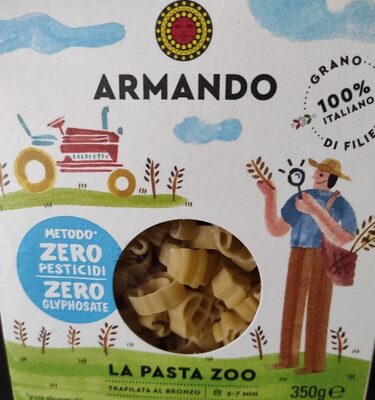 ARMANDO
GRANO
100%
ITALIANO
DI FILIE
METODO*
ZERO
PESTICIDI
ZERO
GLYPHOSATE
LA PASTA ZOO
TRAFILATA AL BRONZO 6-7 MIN
350g e